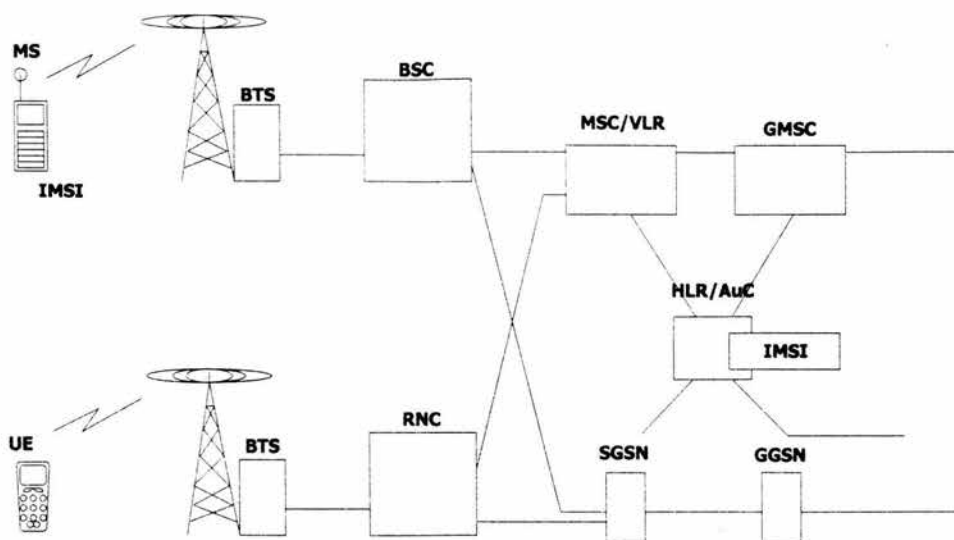 MS
BTS
BSC
MSC/VLR
GMSC
IMSI
HLR/AuC
IMSI
UE
BTS
RNC
SGSN
GGSN